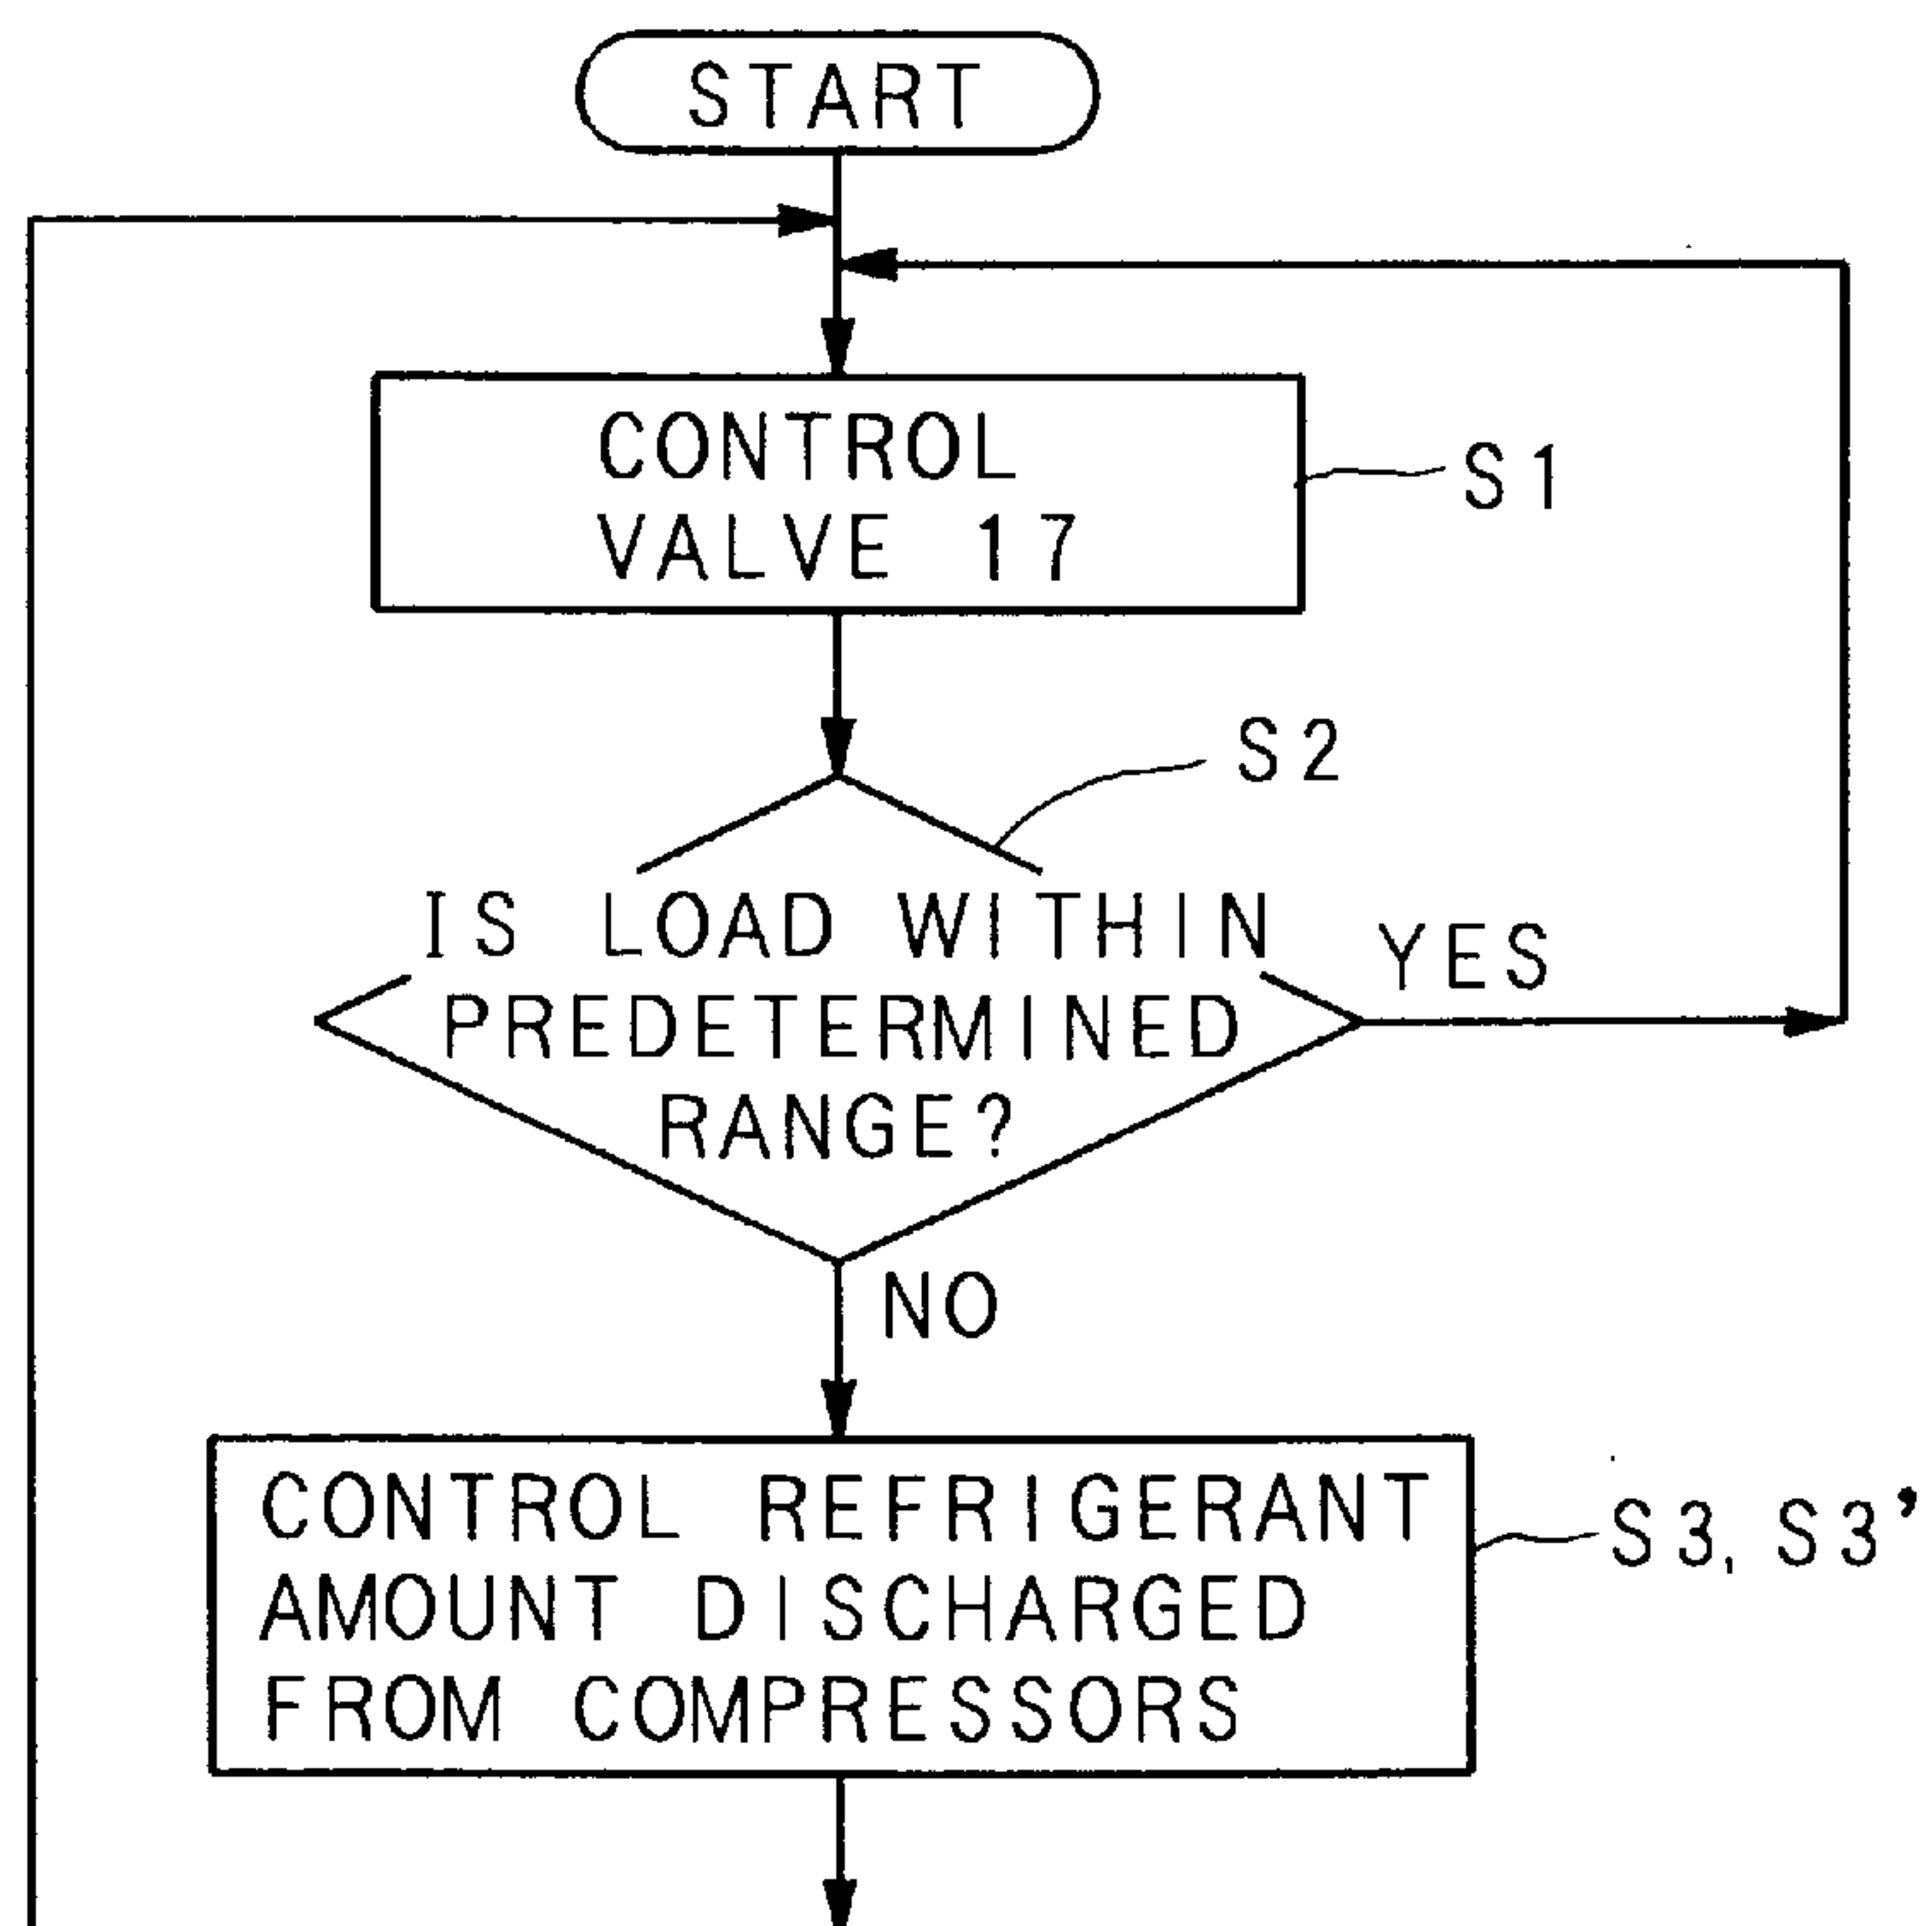 START
CONTROL
VALVE 17
S1
S2
IS LOAD WITHIN
PREDETERMINED
RANGE?
YES
NO
CONTROL REFRIGERANT
AMOUNT DISCHARGED
FROM COMPRESSORS
S3, S3'